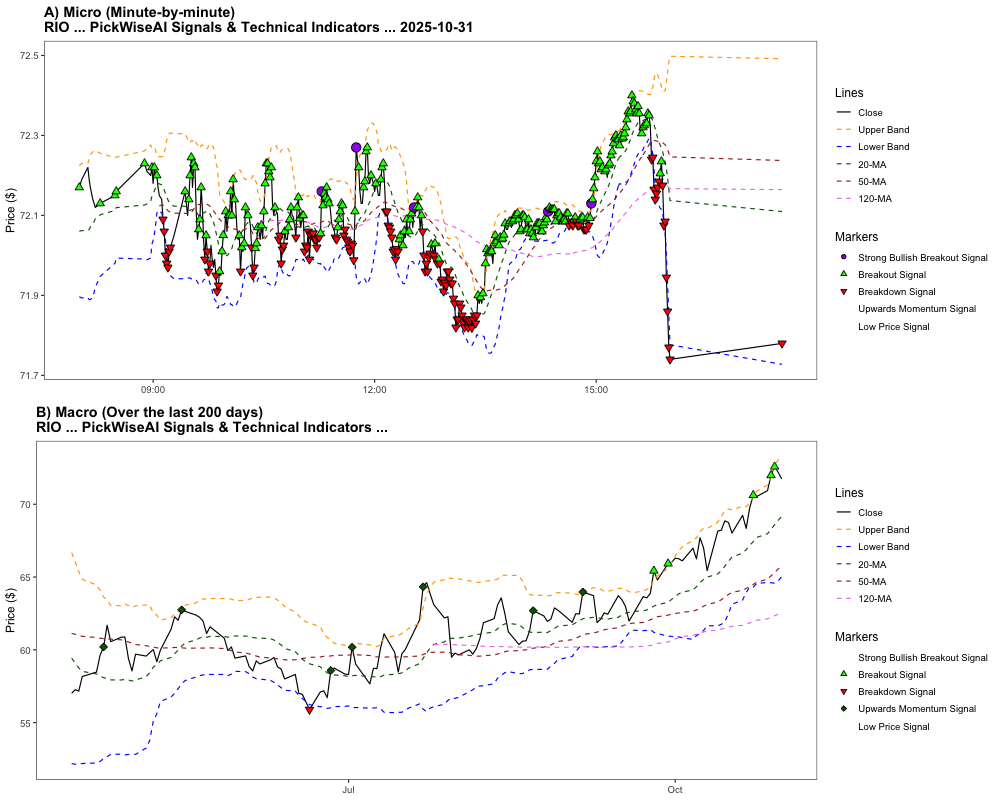 A) Micro (Minute-by-minute)
RIO ... PickWiseAI Signals & Technical Indicators ... 2025-10-31
Price ($)
72.5
72.3
72.1
71.9
71.7
09:00
12:00
15:00
Lines
Close
Upper Band
Lower Band
20-MA
50-MA
120-MA
Markers
Strong Bullish Breakout Signal
Breakout Signal
Breakdown Signal
Upwards Momentum Signal
Low Price Signal
B) Macro (Over the last 200 days)
RIO ... PickWiseAI Signals & Technical Indicators ...
Price ($)
70
65
60
55
Jul
Oct
Lines
Close
Upper Band
Lower Band
20-MA
50-MA
120-MA
Markers
Strong Bullish Breakout Signal
Breakout Signal
Breakdown Signal
Upwards Momentum Signal
Low Price Signal